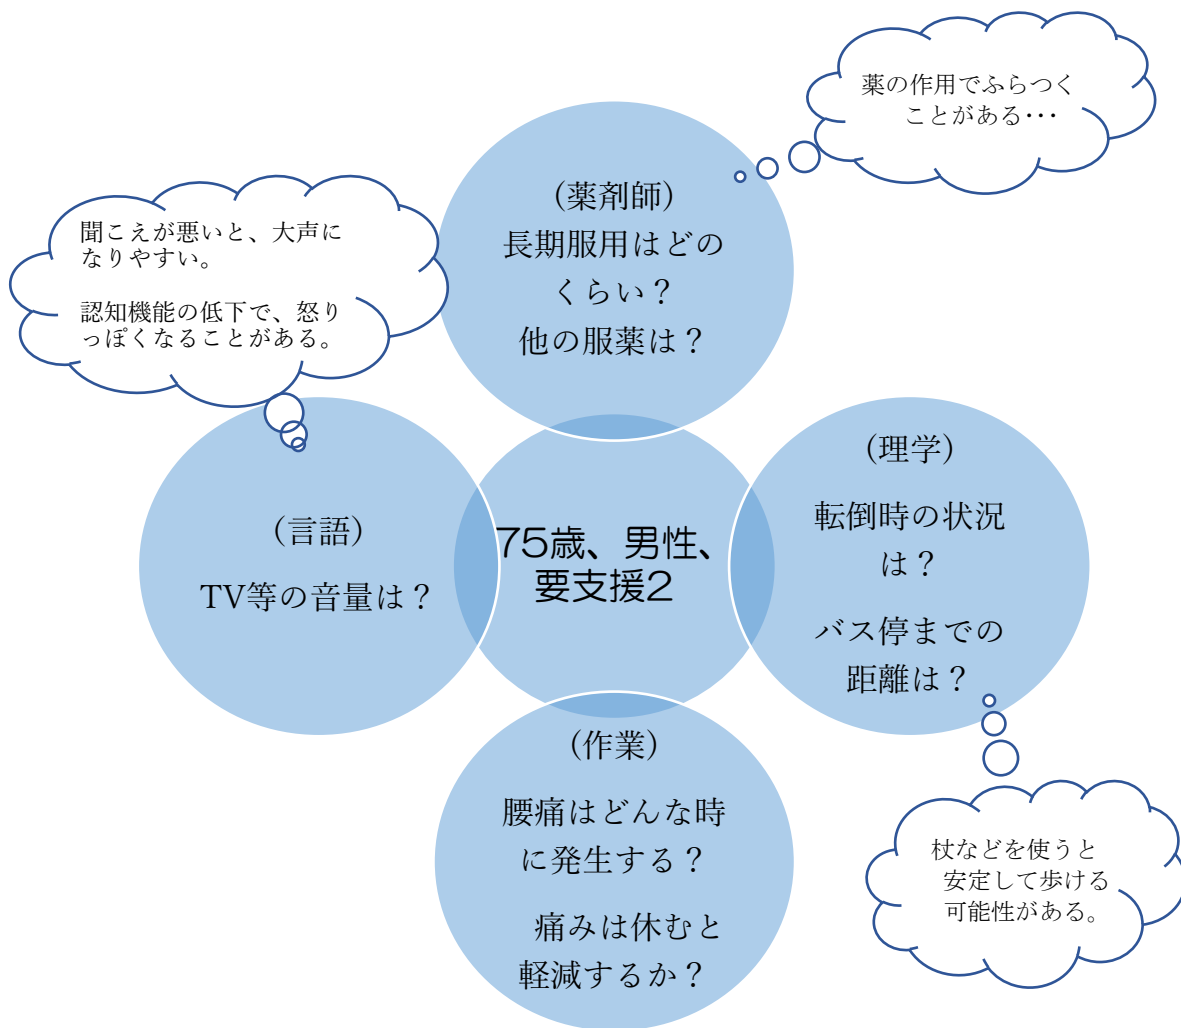 薬の作用でふらつく
ことがある･･･
(薬剤師)
長期服用はどの
くらい？
他の服薬は？
聞こえが悪いと、大声に
なりやすい。
認知機能の低下で、怒り
っぽくなることがある。
(言語)
TV等の音量は？
75歳、男性、
要支援2
(理学)
転倒時の状況
は？
バス停までの
距離は？
(作業)
腰痛はどんな時
に発生する？
痛みは休むと
軽減するか？
杖などを使うと
安定して歩ける
可能性がある。